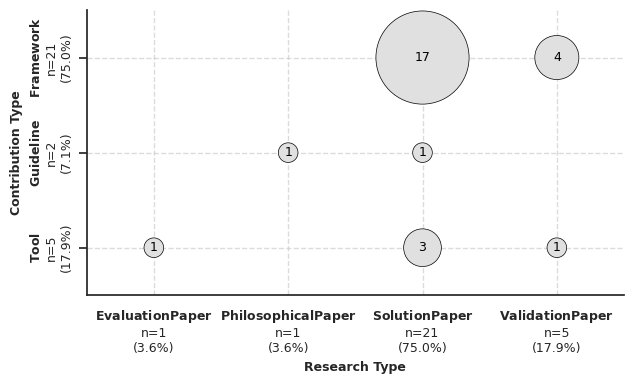 Contribution Type
Framework
n=21
(75.0%)
17
4
Guideline
n=2
(7.1%)
1
1
Tool
n=5
(17.9%)
1
3
1
EvaluationPaper
n=1
(3.6%)
PhilosophicalPaper
n=1
(3.6%)
SolutionPaper
n=21
(75.0%)
ValidationPaper
n=5
(17.9%)
Research Type